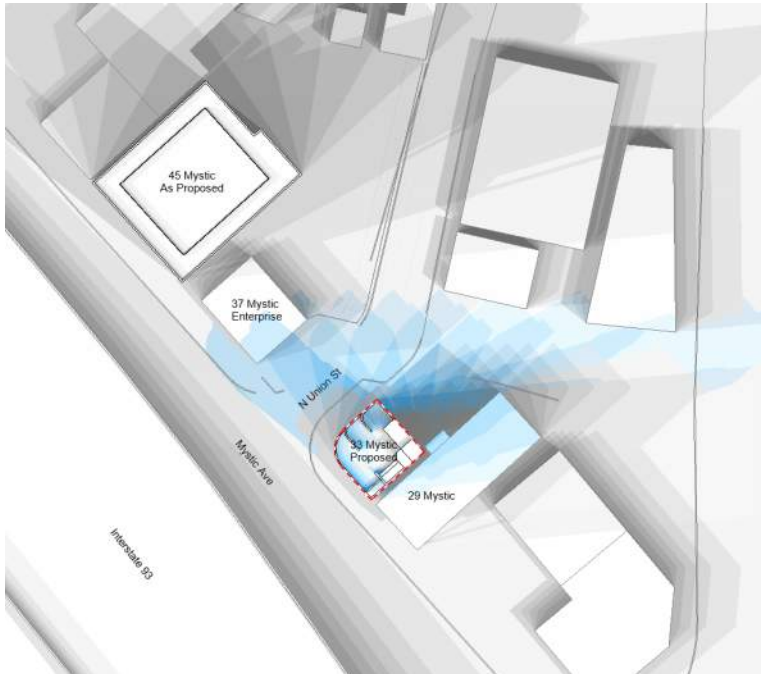 45 Mystic
As Proposed
37 Mystic
Enterprise
N Union St
33 Mystic
Proposed
29 Mystic
Mystic Ave
Interstate 93